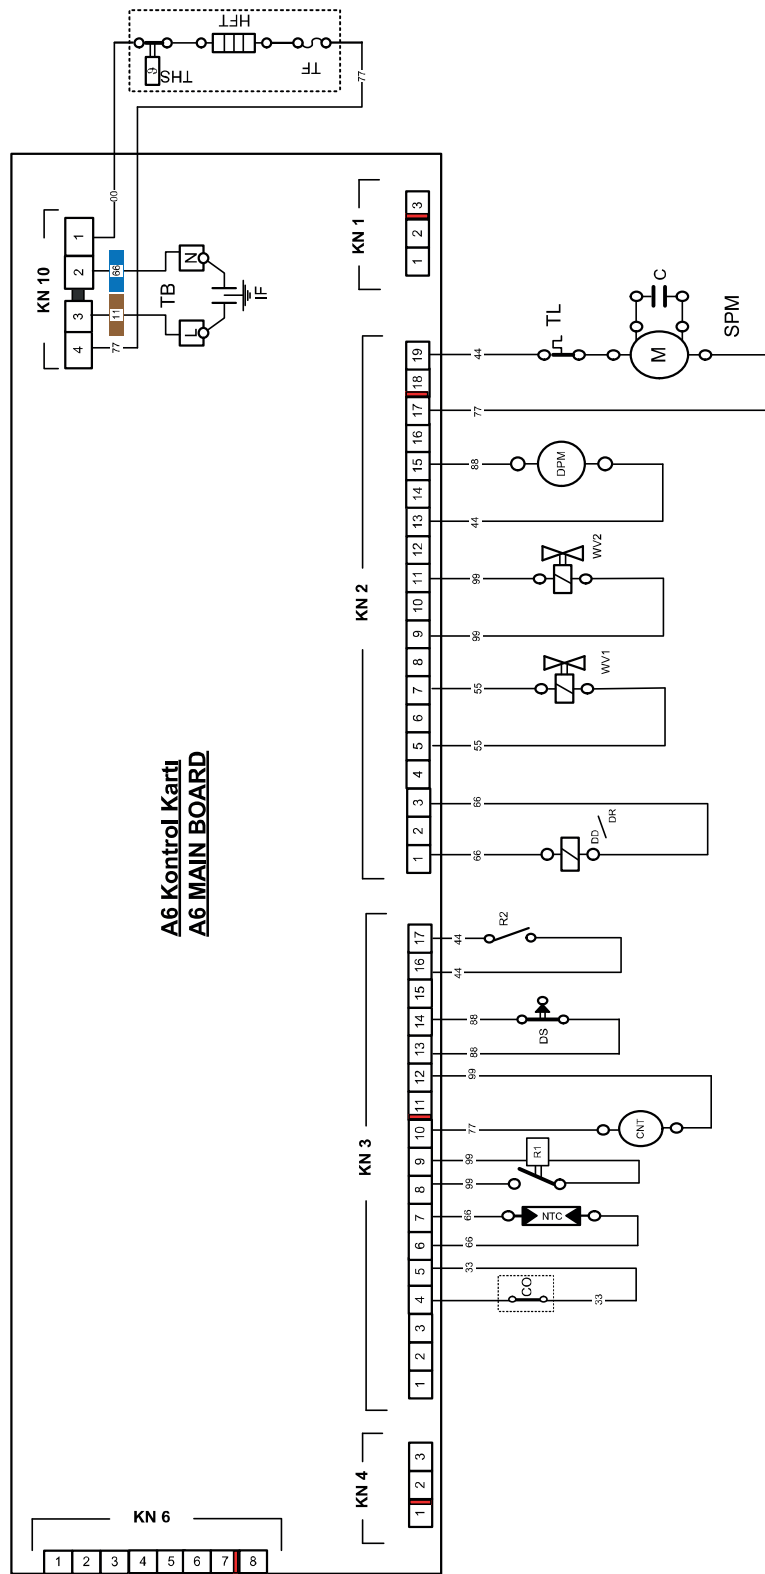 HFT
THS
ϑ
TF
77
00
KN 10
1
2
3
4
66
11
77
TB
N
L
IF
KN 1
3
2
1
KN 2
19
18
17
16
15
14
13
12
11
10
9
8
7
6
5
4
3
2
1
44
TL
M
C
SPM
77
88
DPM
44
99
WV2
99
55
WV1
55
66
66
DD
DR
A6 Kontrol Kartı
A6 MAIN BOARD
KN 3
17
16
15
14
13
12
11
10
9
8
7
6
5
4
3
2
1
44
R2
44
88
DS
88
99
77
CNT
99
R1
99
66
NTC
66
33
CO
33
KN 4
3
2
1
KN 6
1
2
3
4
5
6
7
8